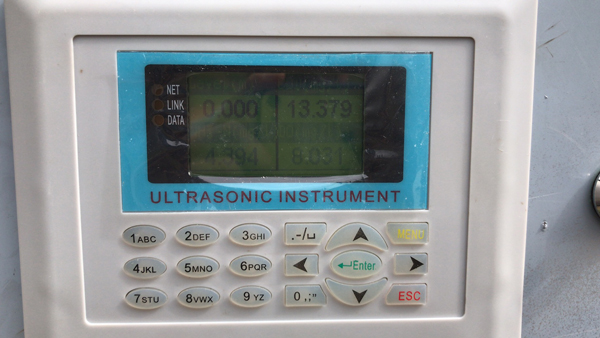 NET
LINK
DATA
0.000 13.379
ULTRASONIC INSTRUMENT
1ABC 2DEF 3GHI .-/␣ MENU
4JKL 5MNO 6PQR Enter
7STU 8VWX 9 YZ 0 ,;" ESC